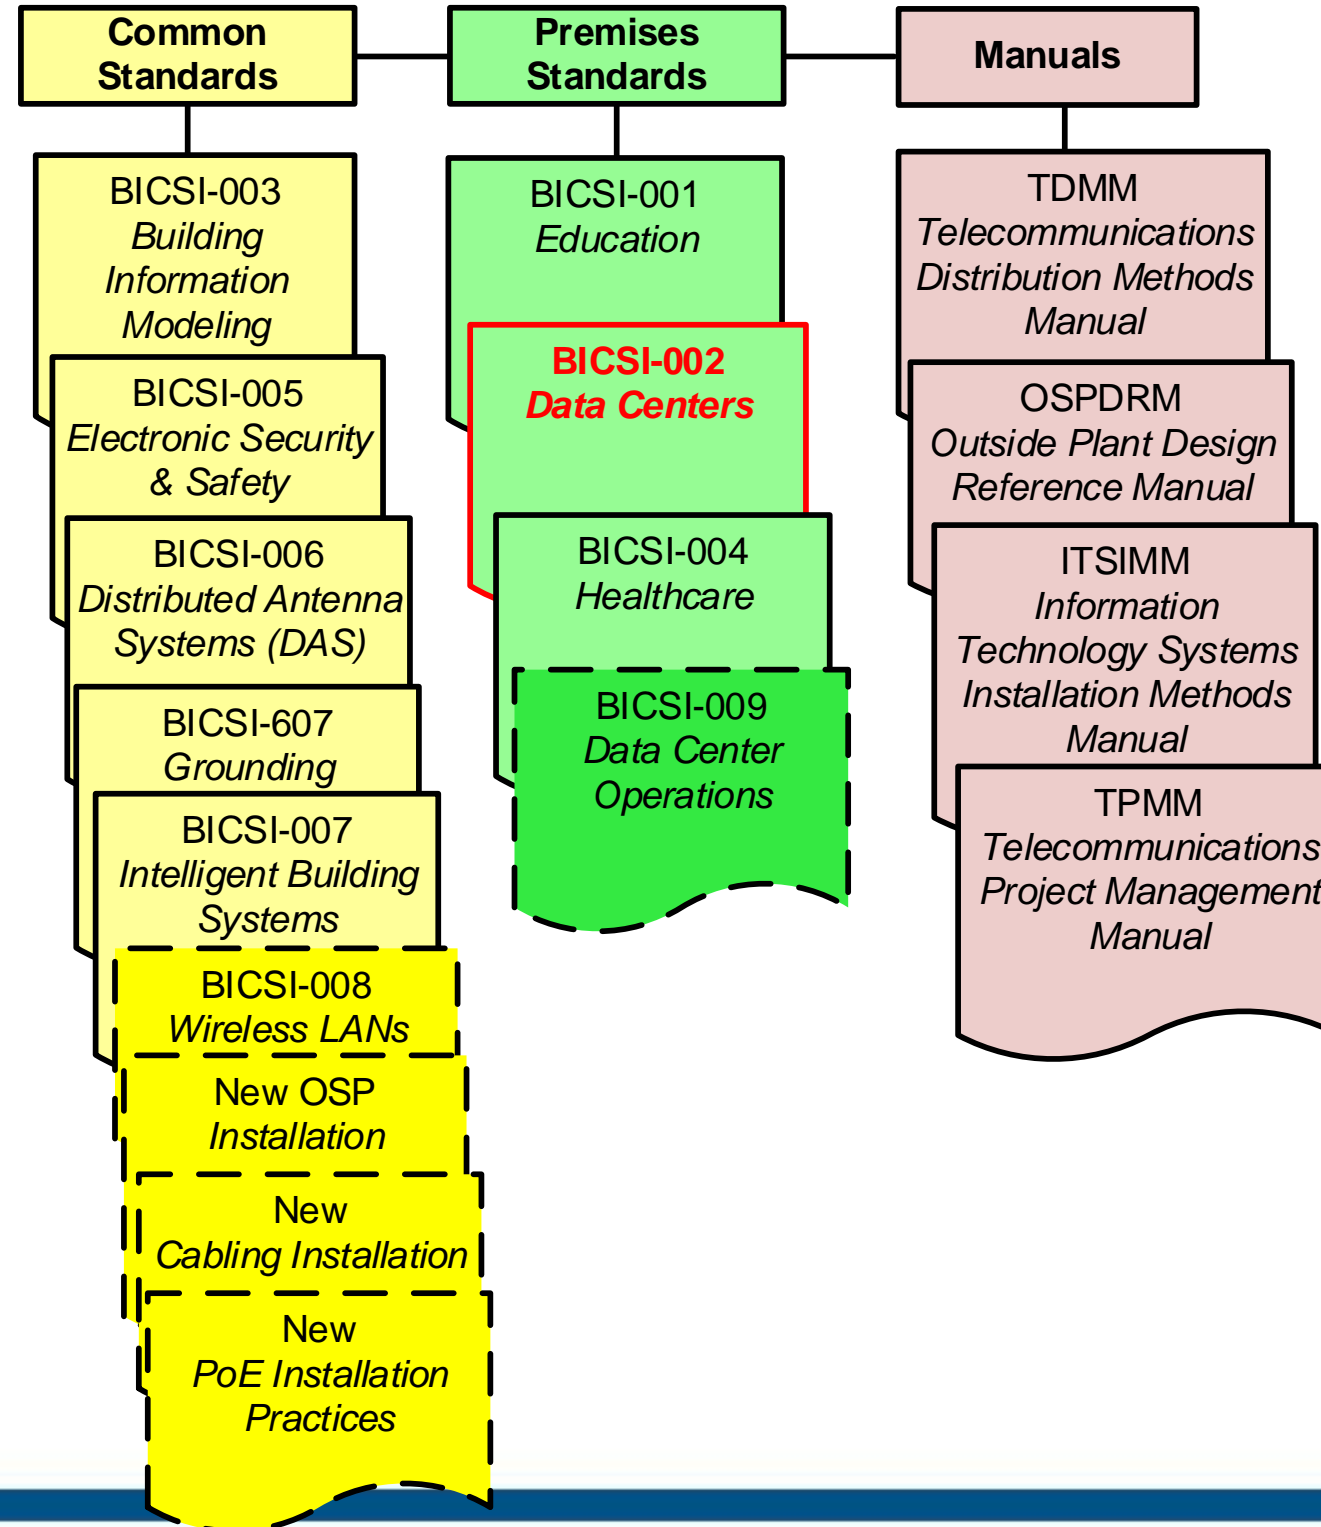 Common
Standards
Premises
Standards
Manuals
BICSI-003
Building
Information
Modeling
BICSI-005
Electronic Security
& Safety
BICSI-006
Distributed Antenna
Systems (DAS)
BICSI-607
Grounding
BICSI-007
Intelligent Building
Systems
BICSI-008
Wireless LANs
New OSP
Installation
New
Cabling Installation
New
PoE Installation
Practices
BICSI-001
Education
BICSI-002
Data Centers
BICSI-004
Healthcare
BICSI-009
Data Center
Operations
TDMM
Telecommunications
Distribution Methods
Manual
OSPDRM
Outside Plant Design
Reference Manual
ITSIMM
Information
Technology Systems
Installation Methods
Manual
TPMM
Telecommunications
Project Management
Manual